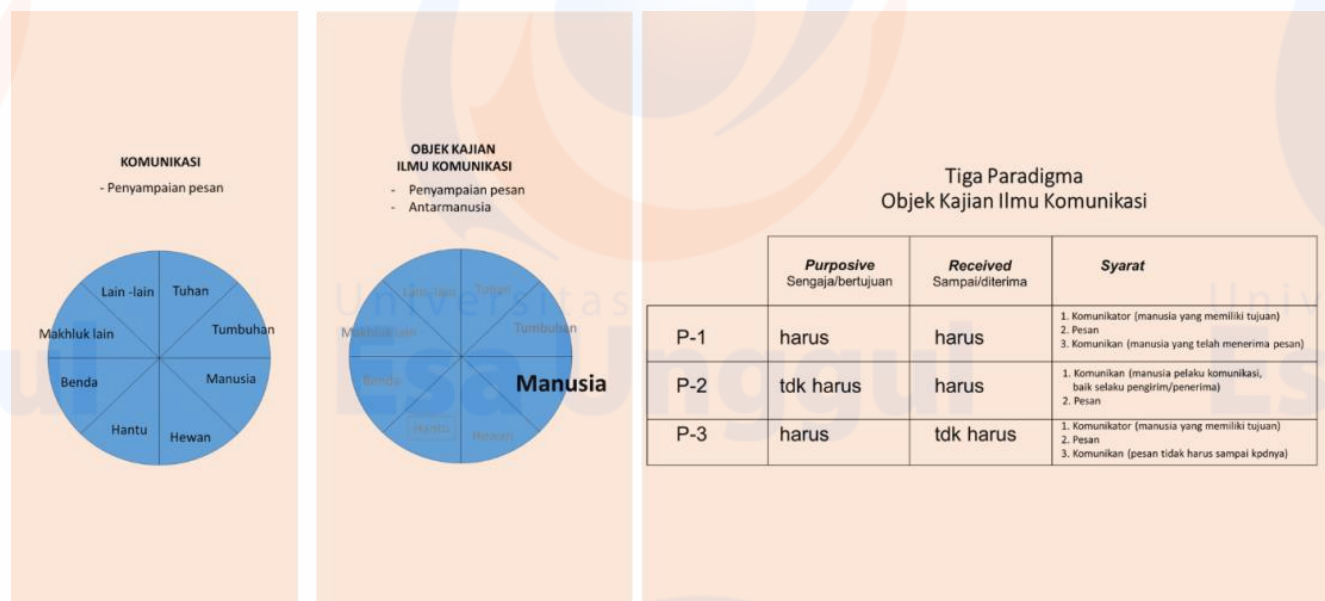 KOMUNIKASI
- Penyampaian pesan
Lain -lain
Tuhan
Makhluk lain
Tumbuhan
Benda
Manusia
Hantu
Hewan
OBJEK KAJIAN
ILMU KOMUNIKASI
- Penyampaian pesan
- Antarmanusia
Lain -lain
Tuhan
Makhluk lain
Tumbuhan
Benda
Manusia
Hantu
Hewan
Tiga Paradigma
Objek Kajian Ilmu Komunikasi
Purposive
Sengaja/bertujuan
Received
Sampai/diterima
Syarat
P-1
harus
harus
1. Komunikator (manusia yang memiliki tujuan)
2. Pesan
3. Komunikan (manusia yang telah menerima pesan)
P-2
tdk harus
harus
1. Komunikan (manusia pelaku komunikasi,
baik selaku pengirim/penerima)
2. Pesan
P-3
harus
tdk harus
1. Komunikator (manusia yang memiliki tujuan)
2. Pesan
3. Komunikan (pesan tidak harus sampai kpdnya)
Universitas
Esa Unggul